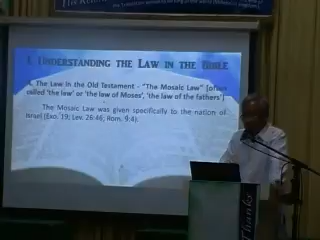 I. UNDERSTANDING THE LAW IN THE BIBLE
A. The Law in the Old Testament - "The Mosaic Law" [often
called 'the law' or 'the law of Moses', 'the law of the fathers']
The Mosaic Law was given specifically to the nation of
Israel (Exo. 19; Lev. 26:46; Rom. 9:4).
Thanks